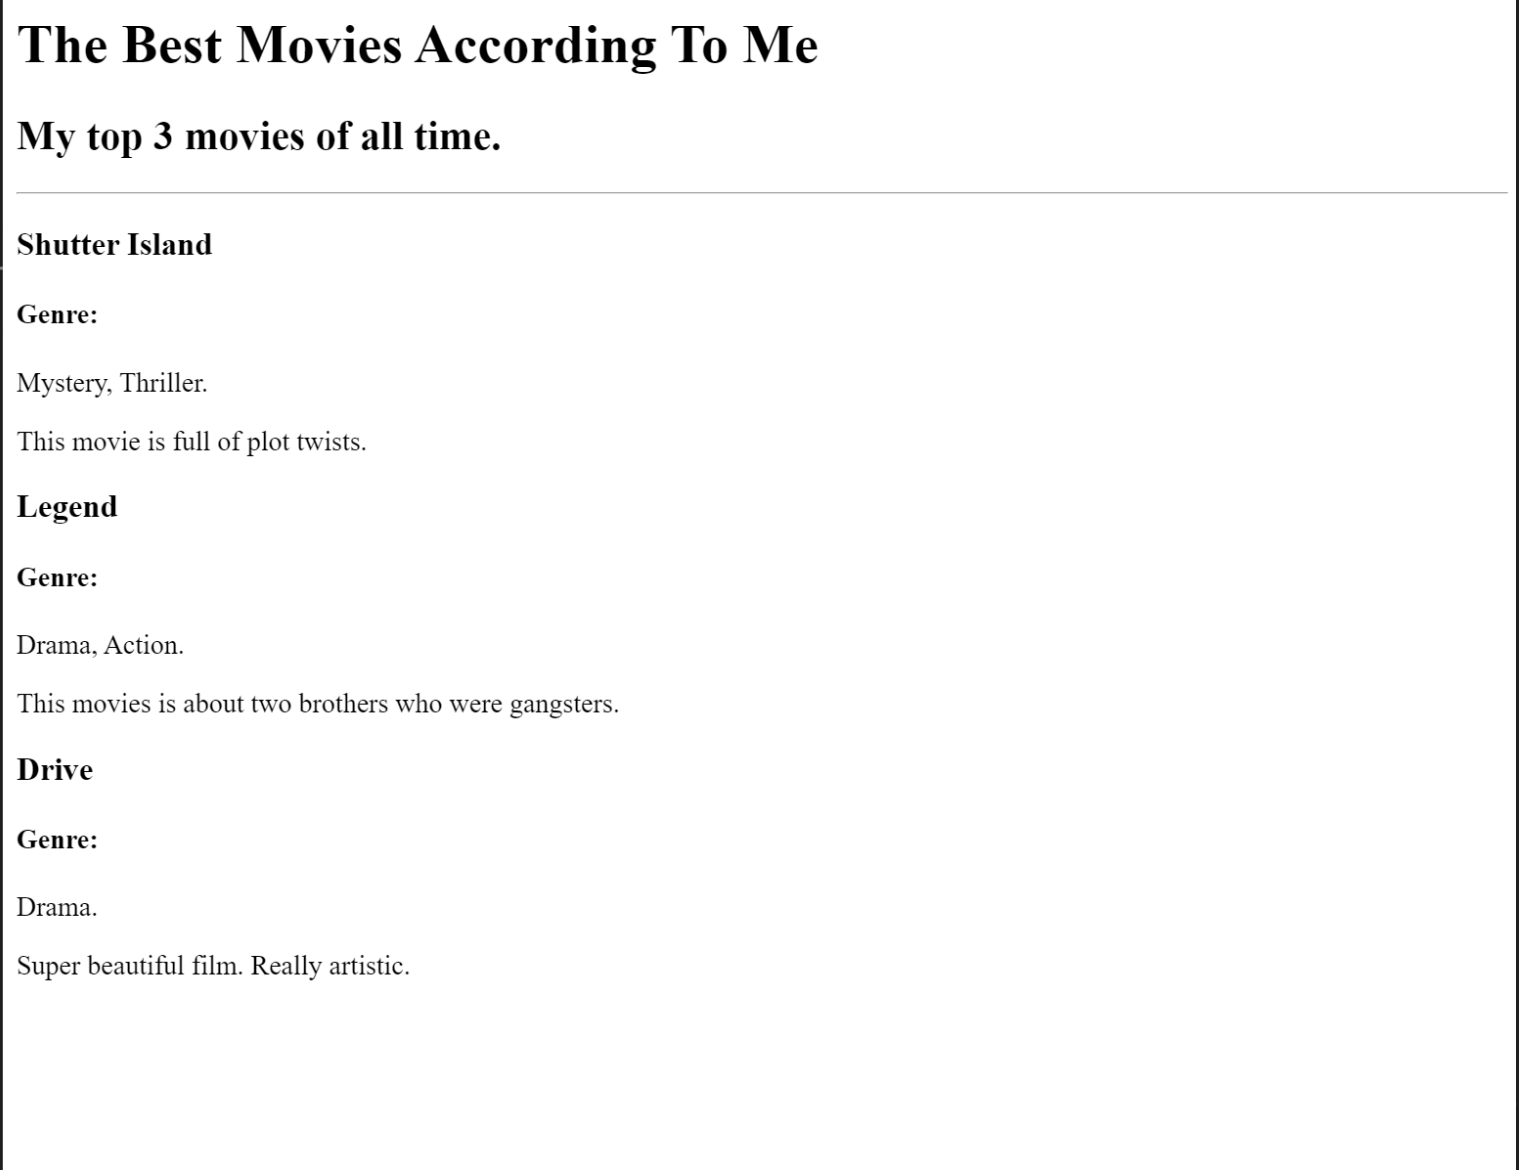 The Best Movies According To Me
My top 3 movies of all time.
Shutter Island
Genre:
Mystery, Thriller.
This movie is full of plot twists.
Legend
Genre:
Drama, Action.
This movies is about two brothers who were gangsters.
Drive
Genre:
Drama.
Super beautiful film. Really artistic.